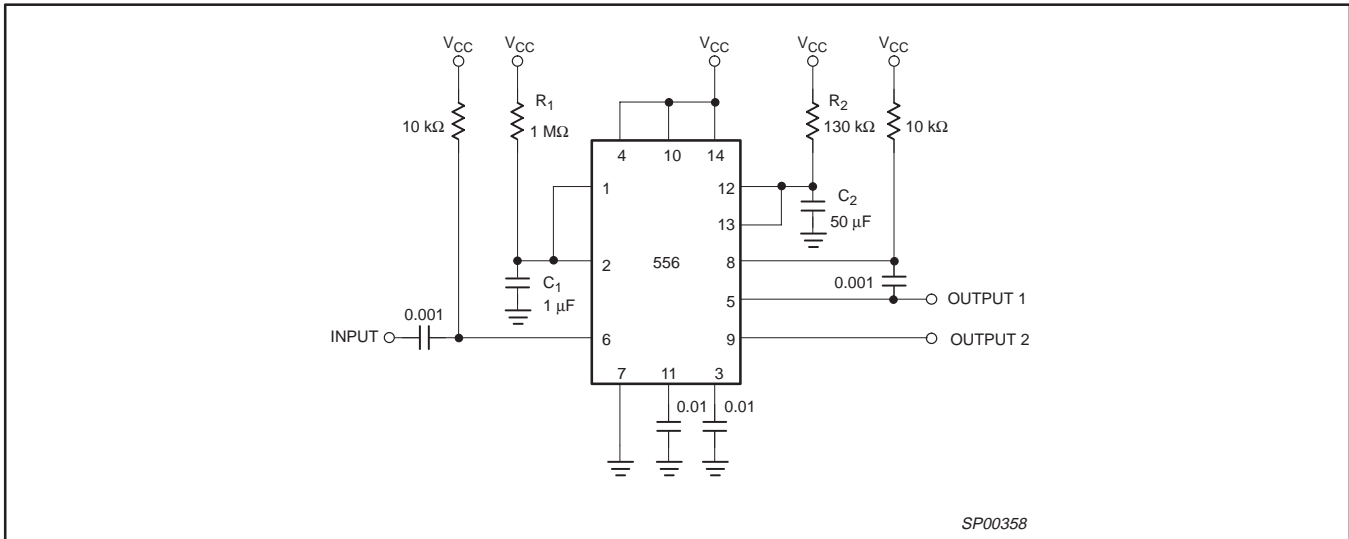 VCC VCC VCC VCC VCC
R1 R2
10 kΩ 1 MΩ 130 kΩ 10 kΩ
4 10 14
1 12
C2
13 50 μF
2 556 8
C1 0.001
1 μF 5 OUTPUT 1
0.001
INPUT 6 9 OUTPUT 2
7 11 3
0.01 0.01
SP00358